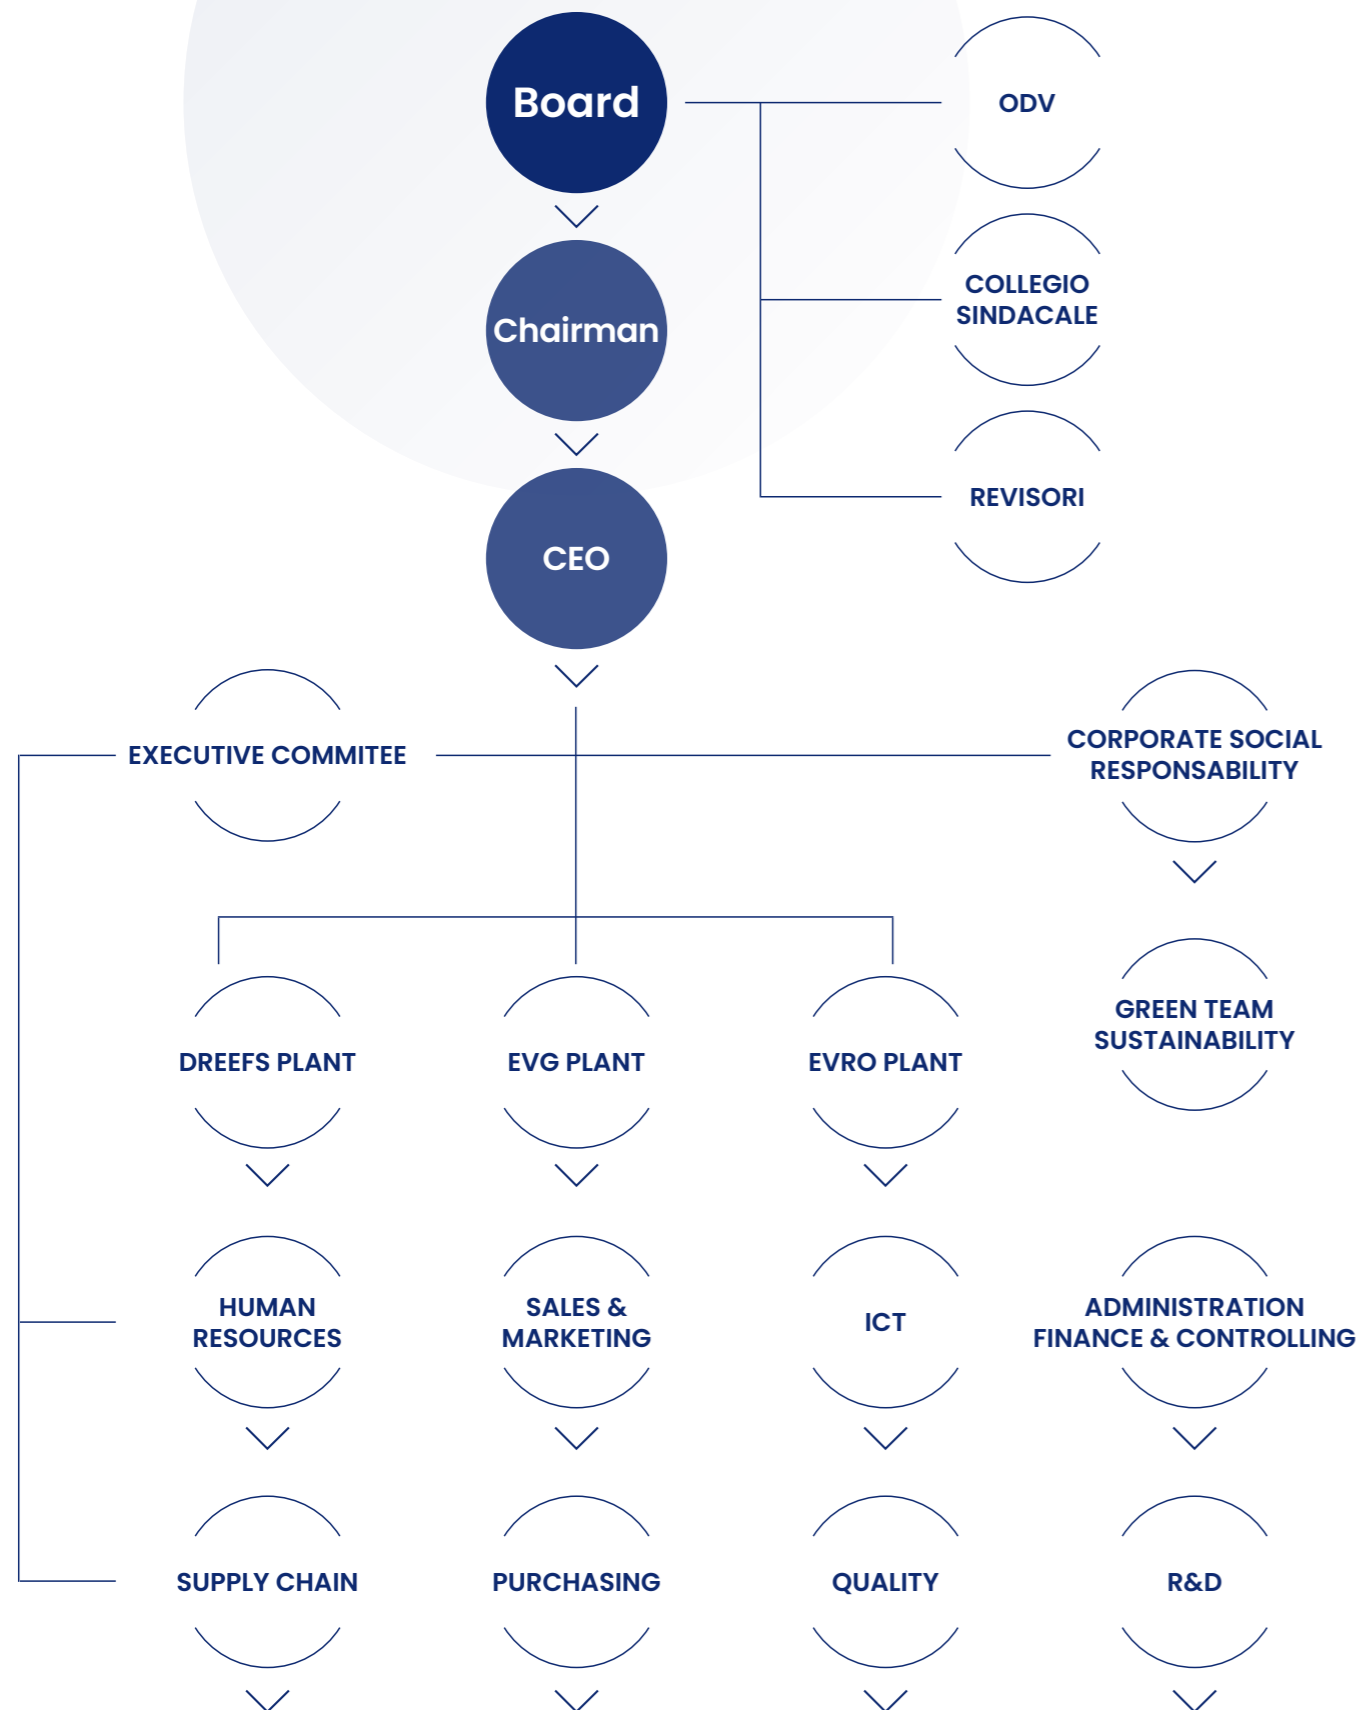 Board
ODV
COLLEGIO
SINDACALE
Chairman
REVISORI
CEO
EXECUTIVE COMMITEE
CORPORATE SOCIAL
RESPONSABILITY
GREEN TEAM
SUSTAINABILITY
DREEFS PLANT
EVG PLANT
EVRO PLANT
HUMAN
RESOURCES
SALES &
MARKETING
ICT
ADMINISTRATION
FINANCE & CONTROLLING
SUPPLY CHAIN
PURCHASING
QUALITY
R&D